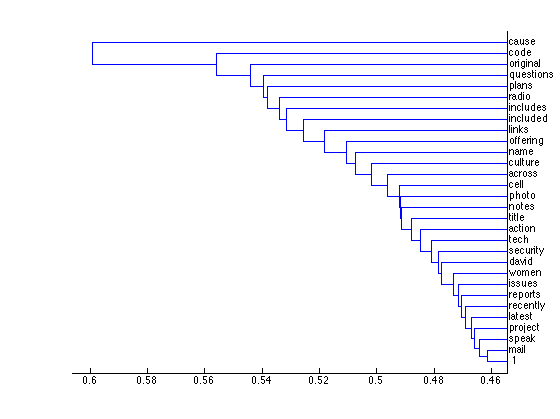 cause
code
original
questions
plans
radio
includes
included
links
offering
name
culture
across
cell
photo
notes
title
action
tech
security
david
women
issues
reports
recently
latest
project
speak
mail
1
0.6 0.58 0.56 0.54 0.52 0.5 0.48 0.46